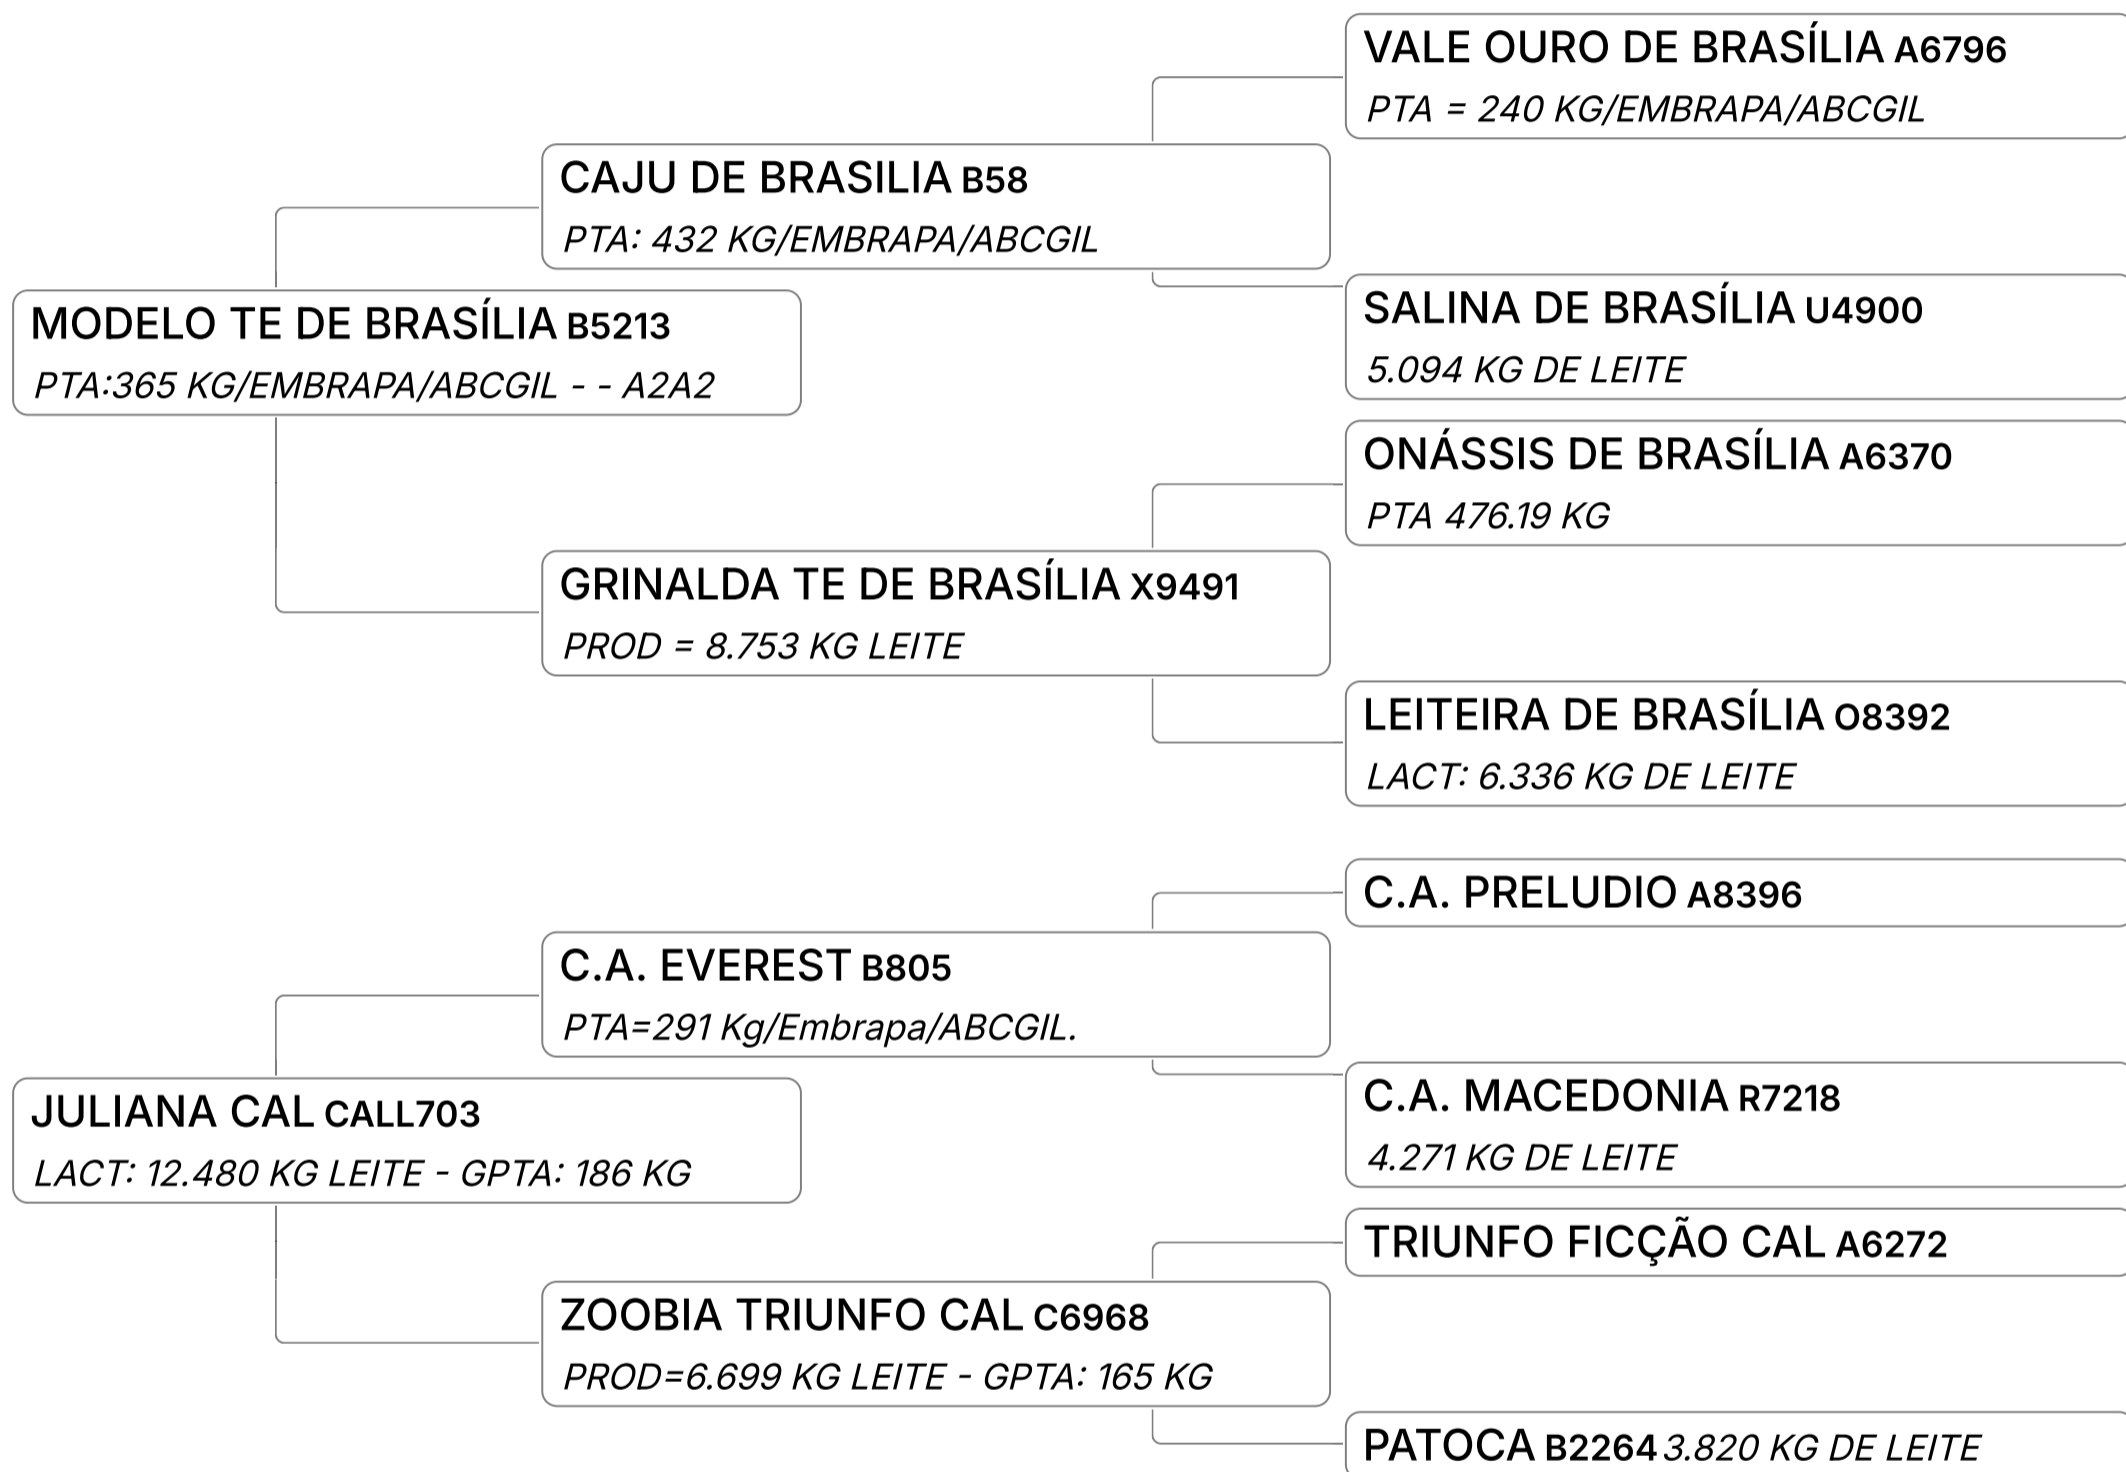 VALE OURO DE BRASÍLIA A6796
PTA = 240 KG/EMBRAPA/ABCGIL
CAJU DE BRASILIA B58
PTA: 432 KG/EMBRAPA/ABCGIL
SALINA DE BRASÍLIA U4900
5.094 KG DE LEITE
MODELO TE DE BRASÍLIA B5213
PTA:365 KG/EMBRAPA/ABCGIL - - A2A2
ONÁSSIS DE BRASÍLIA A6370
PTA 476.19 KG
GRINALDA TE DE BRASÍLIA X9491
PROD = 8.753 KG LEITE
LEITEIRA DE BRASÍLIA O8392
LACT: 6.336 KG DE LEITE
C.A. PRELUDIO A8396
C.A. EVEREST B805
PTA=291 Kg/Embrapa/ABCGIL.
C.A. MACEDONIA R7218
4.271 KG DE LEITE
JULIANA CAL CALL703
LACT: 12.480 KG LEITE - GPTA: 186 KG
TRIUNFO FICÇÃO CAL A6272
ZOOBIA TRIUNFO CAL C6968
PROD=6.699 KG LEITE - GPTA: 165 KG
PATOCA B2264 3.820 KG DE LEITE